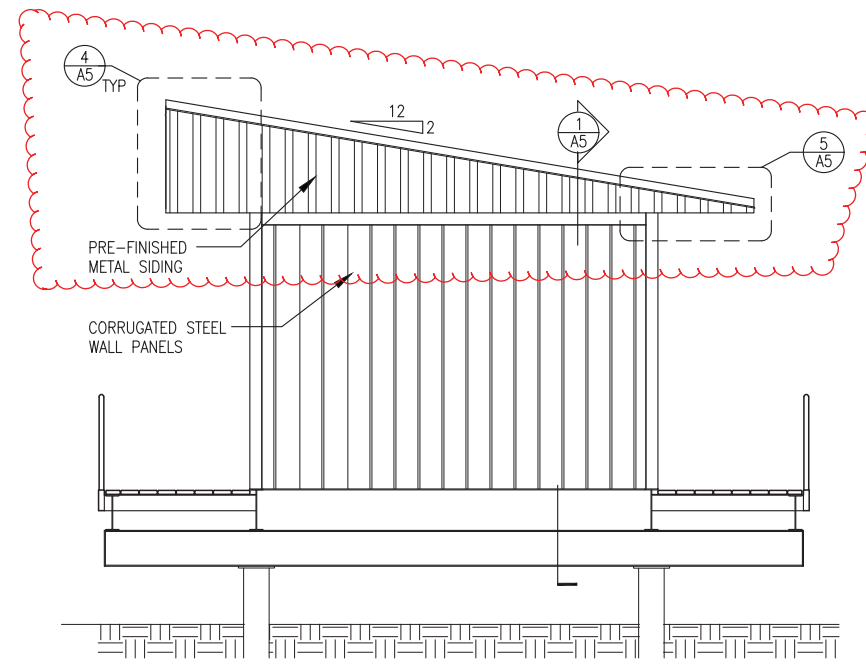 4
A5
TYP
12
2
1
A5
5
A5
PRE-FINISHED
METAL SIDING
CORRUGATED STEEL
WALL PANELS